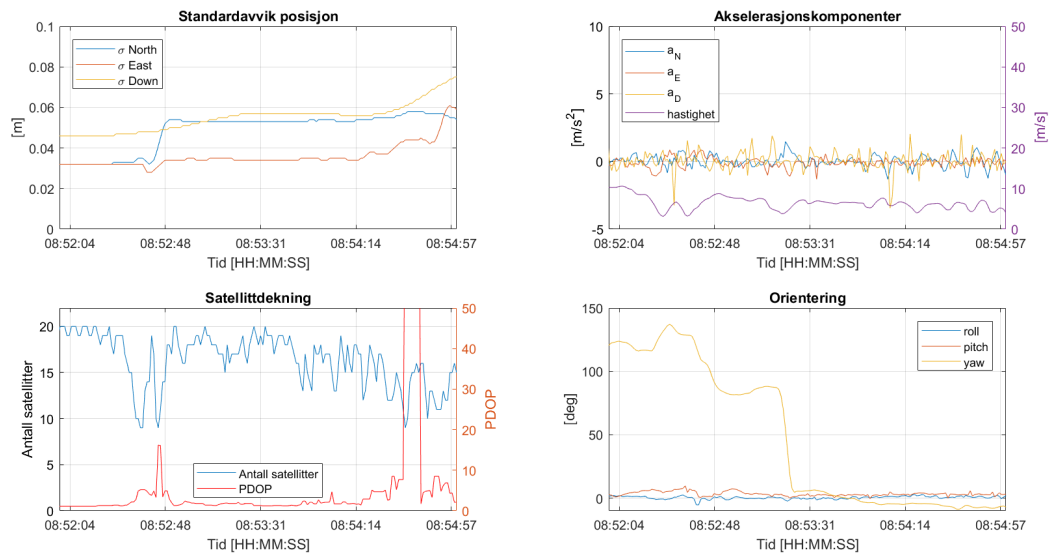 Standardavvik posisjon
0.1
0.08
0.06
0.04
0.02
0
[m]
σ North
σ East
σ Down
08:52:04 08:52:48 08:53:31 08:54:14 08:54:57
Tid [HH:MM:SS]
Akselerasjonskomponenter
10
5
0
-5
[m/s²]
a_N
a_E
a_D
hastighet
50
40
30
20
10
0
[m/s]
08:52:04 08:52:48 08:53:31 08:54:14 08:54:57
Tid [HH:MM:SS]
Satellittdekning
20
15
10
5
0
Antall satellitter
Antall satellitter
PDOP
50
40
30
20
10
0
PDOP
08:52:04 08:52:48 08:53:31 08:54:14 08:54:57
Tid [HH:MM:SS]
Orientering
150
100
50
0
[deg]
roll
pitch
yaw
08:52:04 08:52:48 08:53:31 08:54:14 08:54:57
Tid [HH:MM:SS]